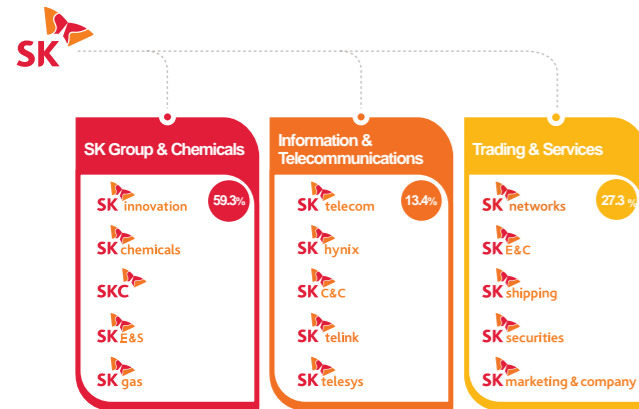 SK
SK Group & Chemicals
59.3%
SK innovation
SK chemicals
SKC
SK E&S
SK gas
Information &
Telecommunications
13.4%
SK telecom
SK hynix
SK C&C
SK telink
SK telesys
Trading & Services
27.3 %
SK networks
SK E&C
SK shipping
SK securities
SK marketing & company